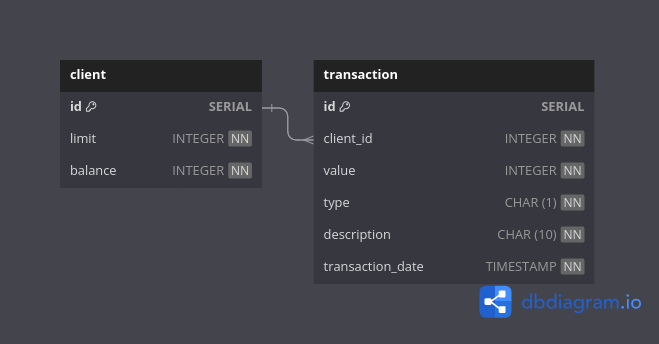 client
id SERIAL
limit INTEGER NN
balance INTEGER NN
transaction
id SERIAL
client_id INTEGER NN
value INTEGER NN
type CHAR (1) NN
description CHAR (10) NN
transaction_date TIMESTAMP NN
dbdiagram.io